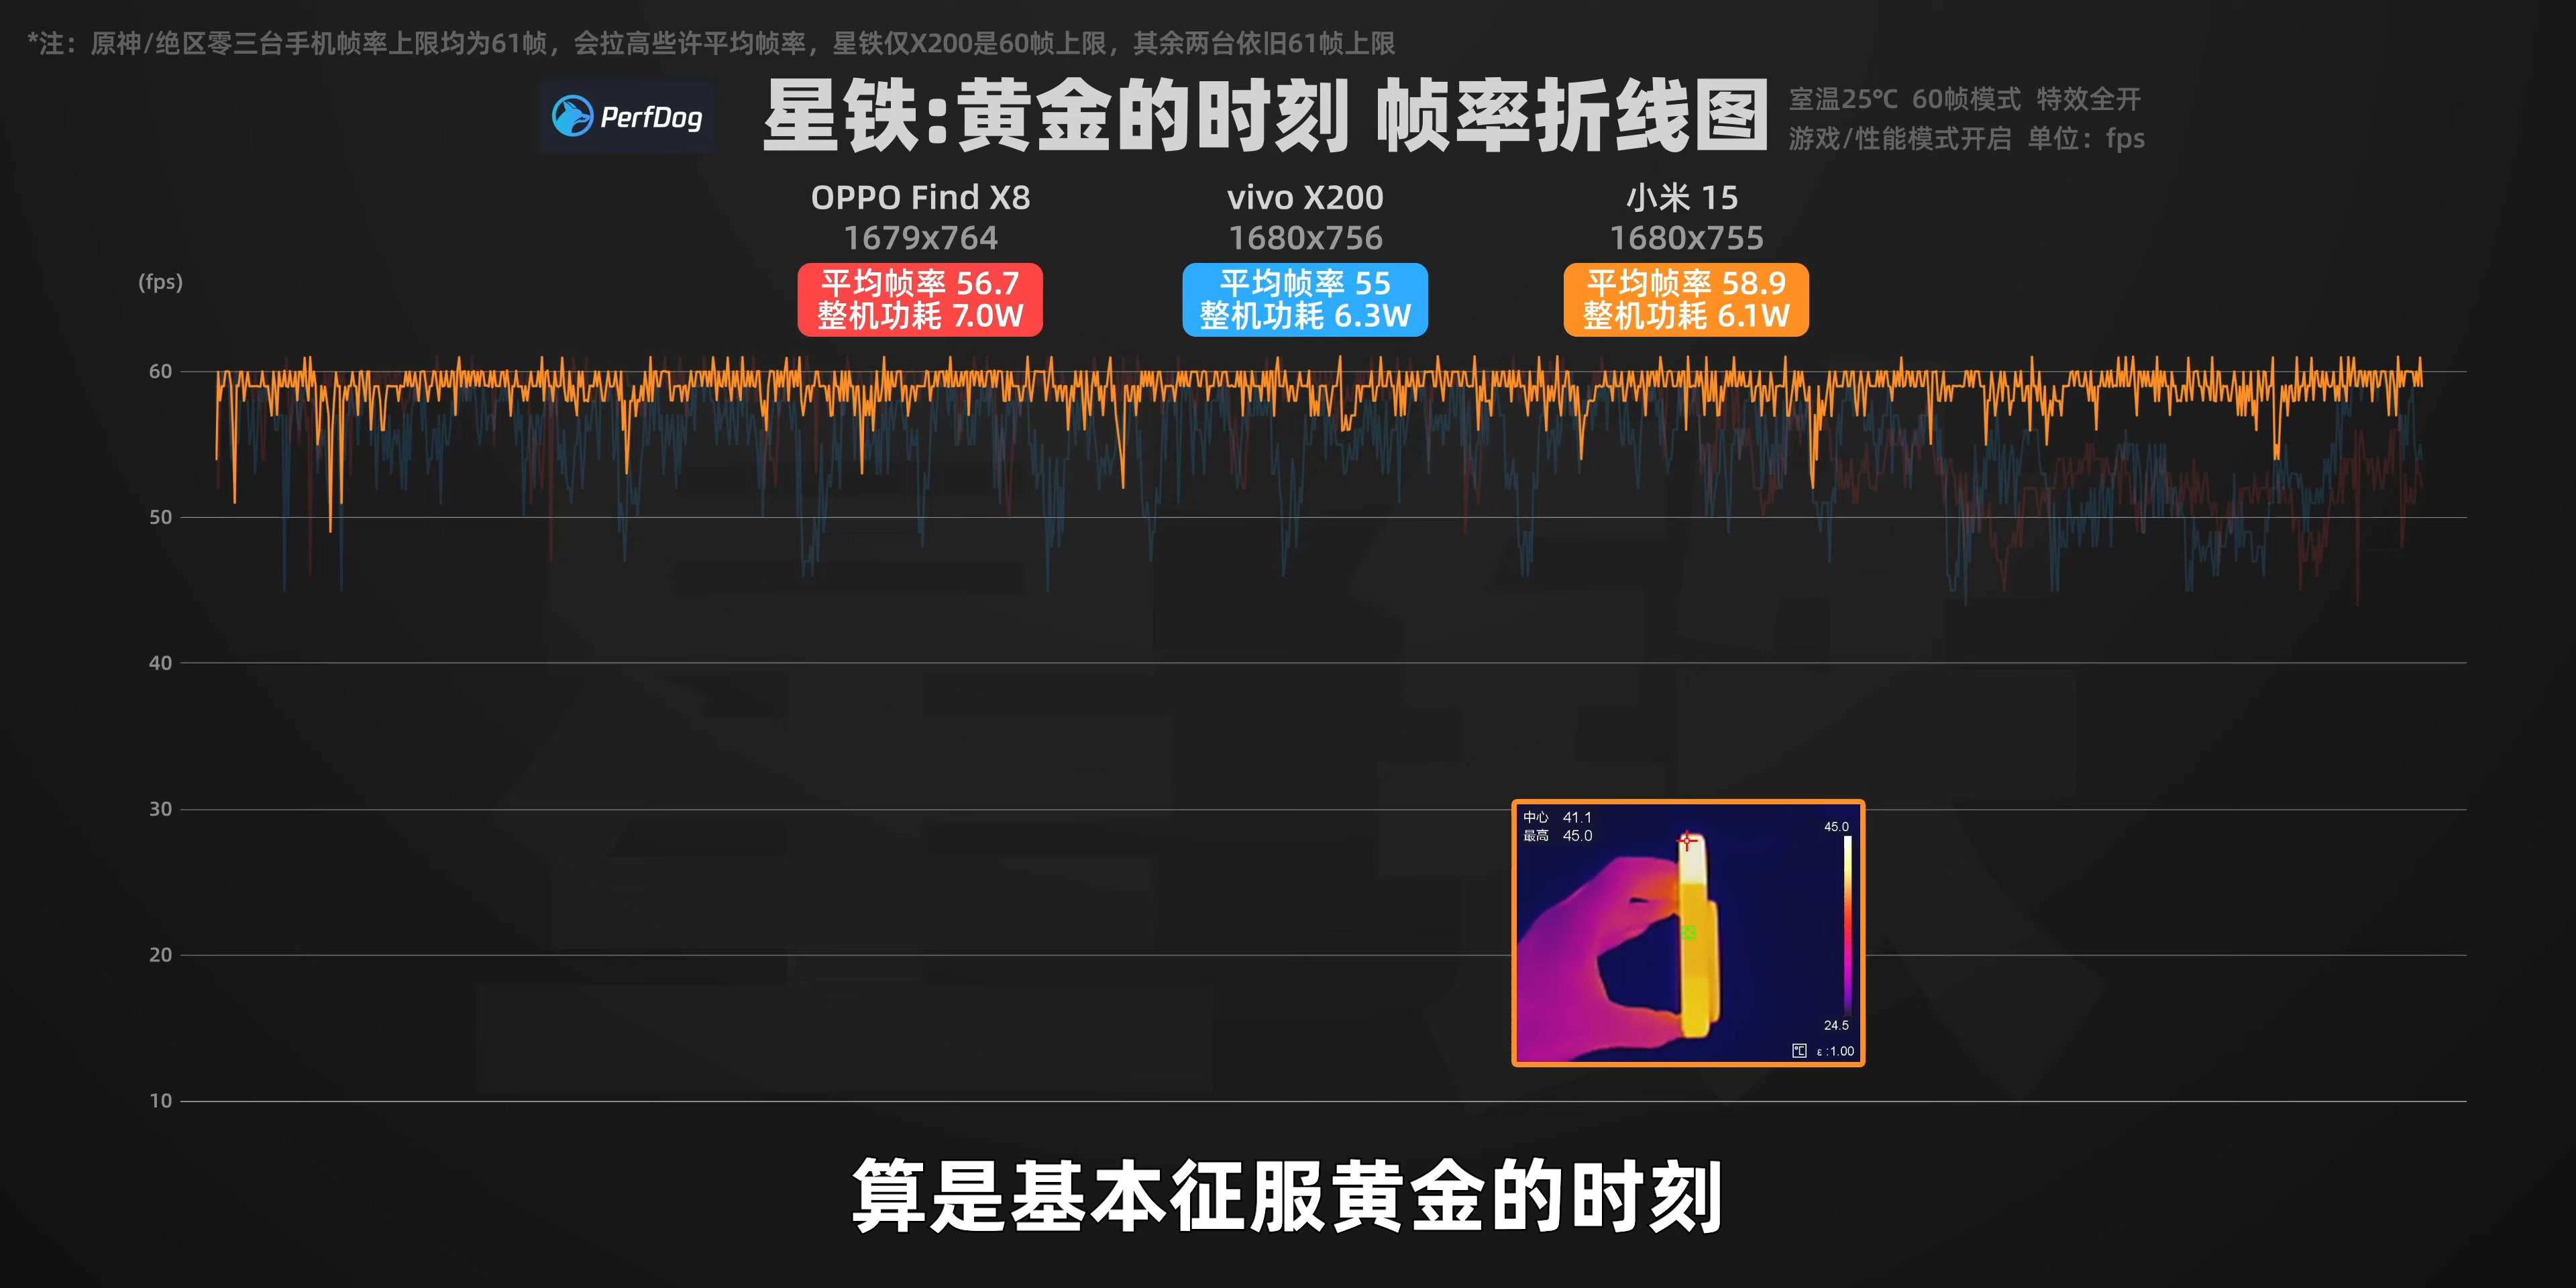 *注：原神/绝区零三台手机帧率上限均为61帧，会拉高些许平均帧率，星铁仅X200是60帧上限，其余两台依旧61帧上限
PerfDog
星铁:黄金的时刻 帧率折线图
室温25℃ 60帧模式 特效全开
游戏/性能模式开启 单位：fps
OPPO Find X8
1679x764
平均帧率 56.7
整机功耗 7.0W
vivo X200
1680x756
平均帧率 55
整机功耗 6.3W
小米 15
1680x755
平均帧率 58.9
整机功耗 6.1W
(fps)
60
50
40
30
20
10
中心 41.1
最高 45.0
45.0
24.5
℃ ε:1.00
星铁
算是基本征服黄金的时刻